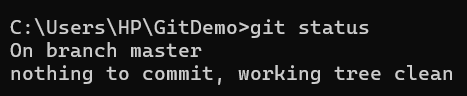 C:\Users\HP\GitDemo>git status
On branch master
nothing to commit, working tree clean